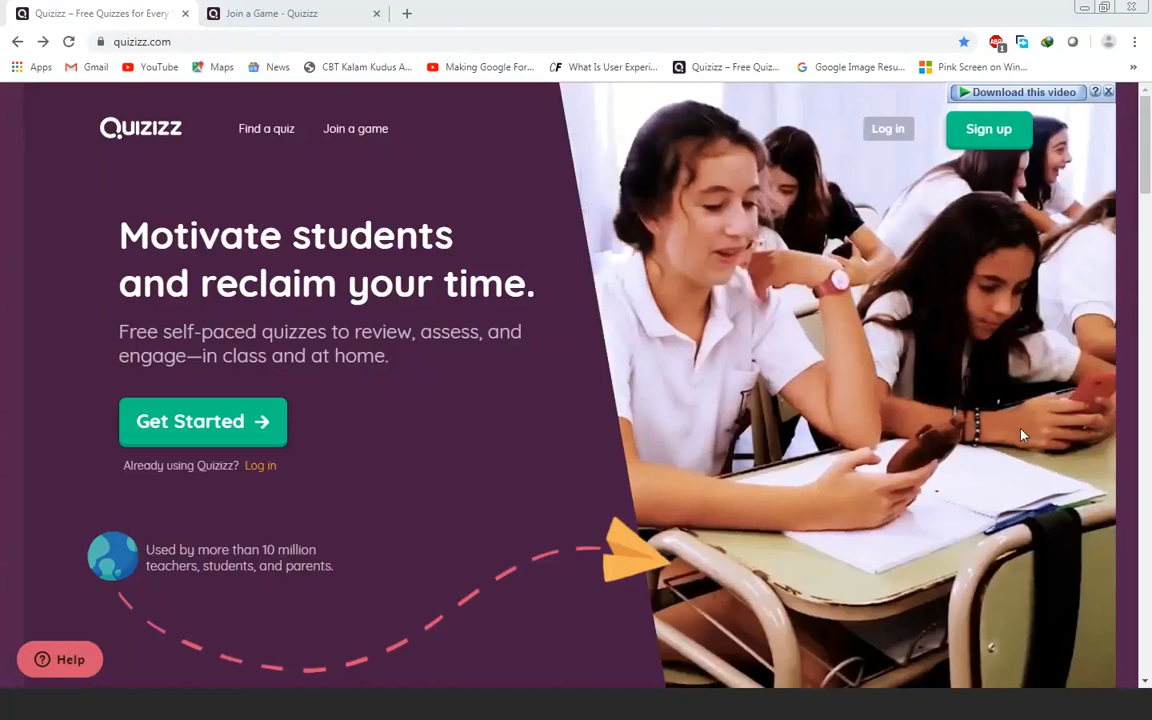 Quizizz – Free Quizzes for Every
Join a Game - Quizizz
quizizz.com
1
Apps
Gmail
YouTube
Maps
News
CBT Kalam Kudus A...
Making Google For...
What Is User Experi...
Quizizz – Free Quiz...
Google Image Resu...
Pink Screen on Win...
»
Download this video ?
QUIZIZZ
Find a quiz
Join a game
Log in
Sign up
Motivate students
and reclaim your time.
Free self-paced quizzes to review, assess, and
engage—in class and at home.
Get Started →
Already using Quizizz? Log in
Used by more than 10 million
teachers, students, and parents.
? Help